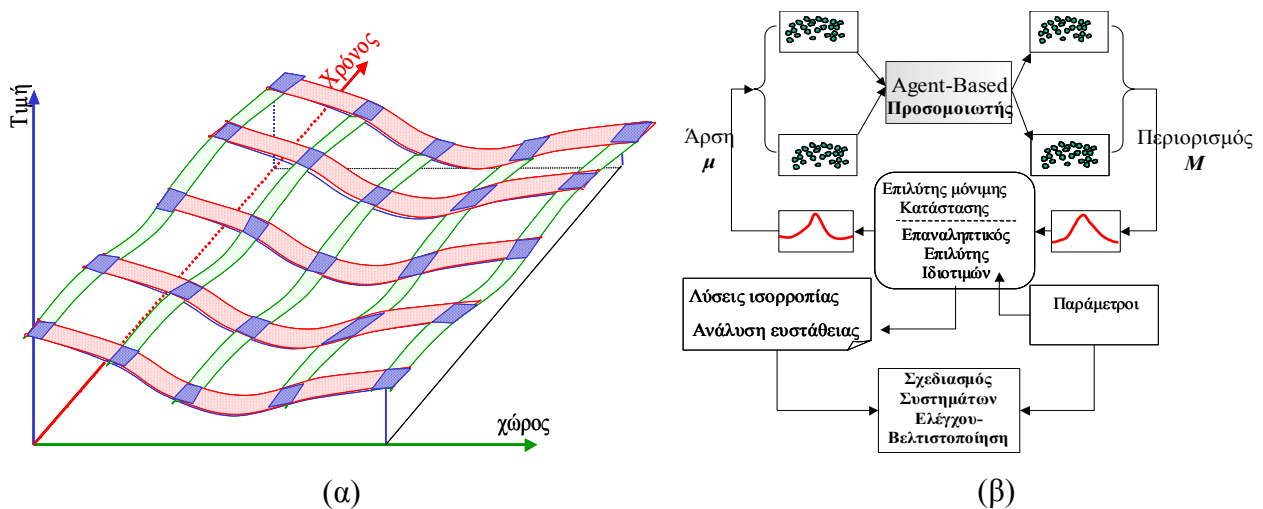 Τιμή
Χρόνος
χώρος
(α)
Agent-Based
Προσομοιωτής
Άρση
μ
Περιορισμός
M
Επιλύτης μόνιμης
Κατάστασης
Επαναληπτικός
Επιλύτης
Ιδιοτιμών
Λύσεις ισορροπίας
Ανάλυση ευστάθειας
Παράμετροι
Σχεδιασμός
Συστημάτων
Ελέγχου-
Βελτιστοποίηση
(β)